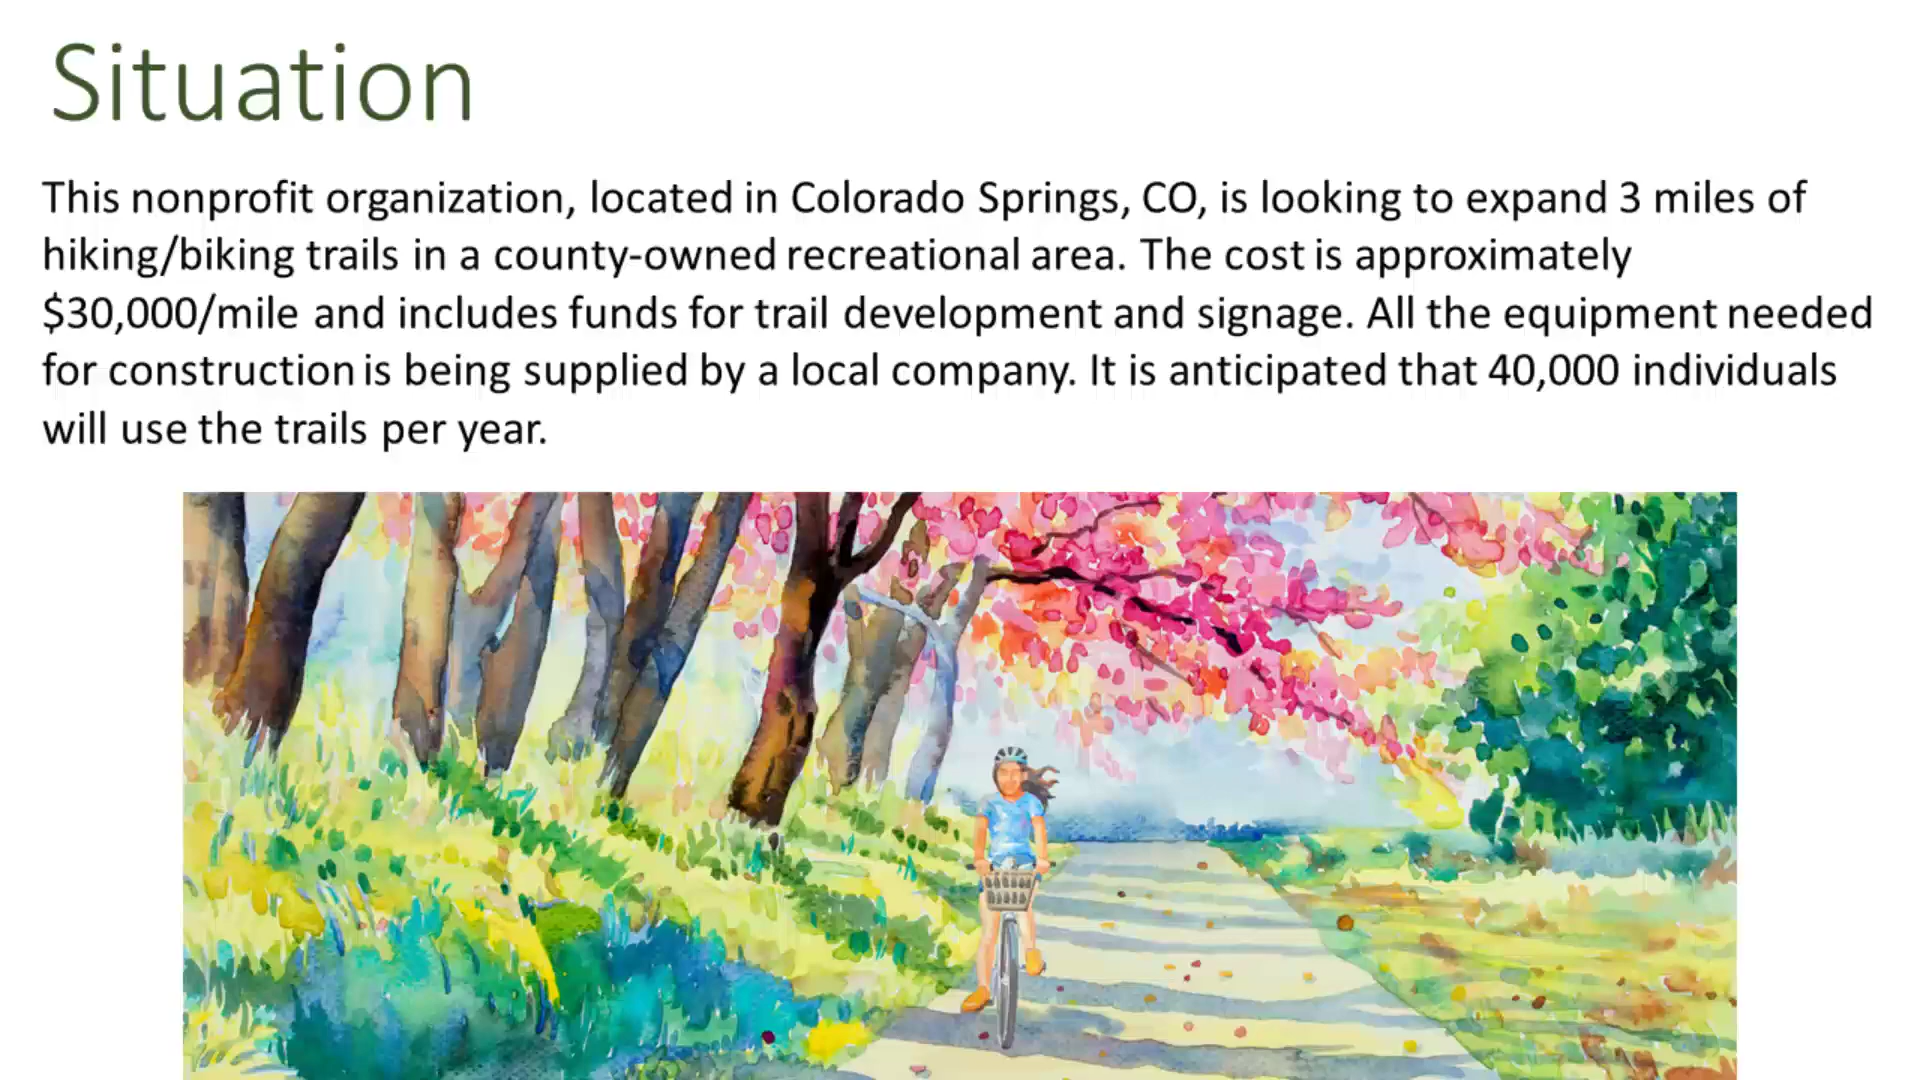 Situation
This nonprofit organization, located in Colorado Springs, CO, is looking to expand 3 miles of
hiking/biking trails in a county-owned recreational area. The cost is approximately
$30,000/mile and includes funds for trail development and signage. All the equipment needed
for construction is being supplied by a local company. It is anticipated that 40,000 individuals
will use the trails per year.